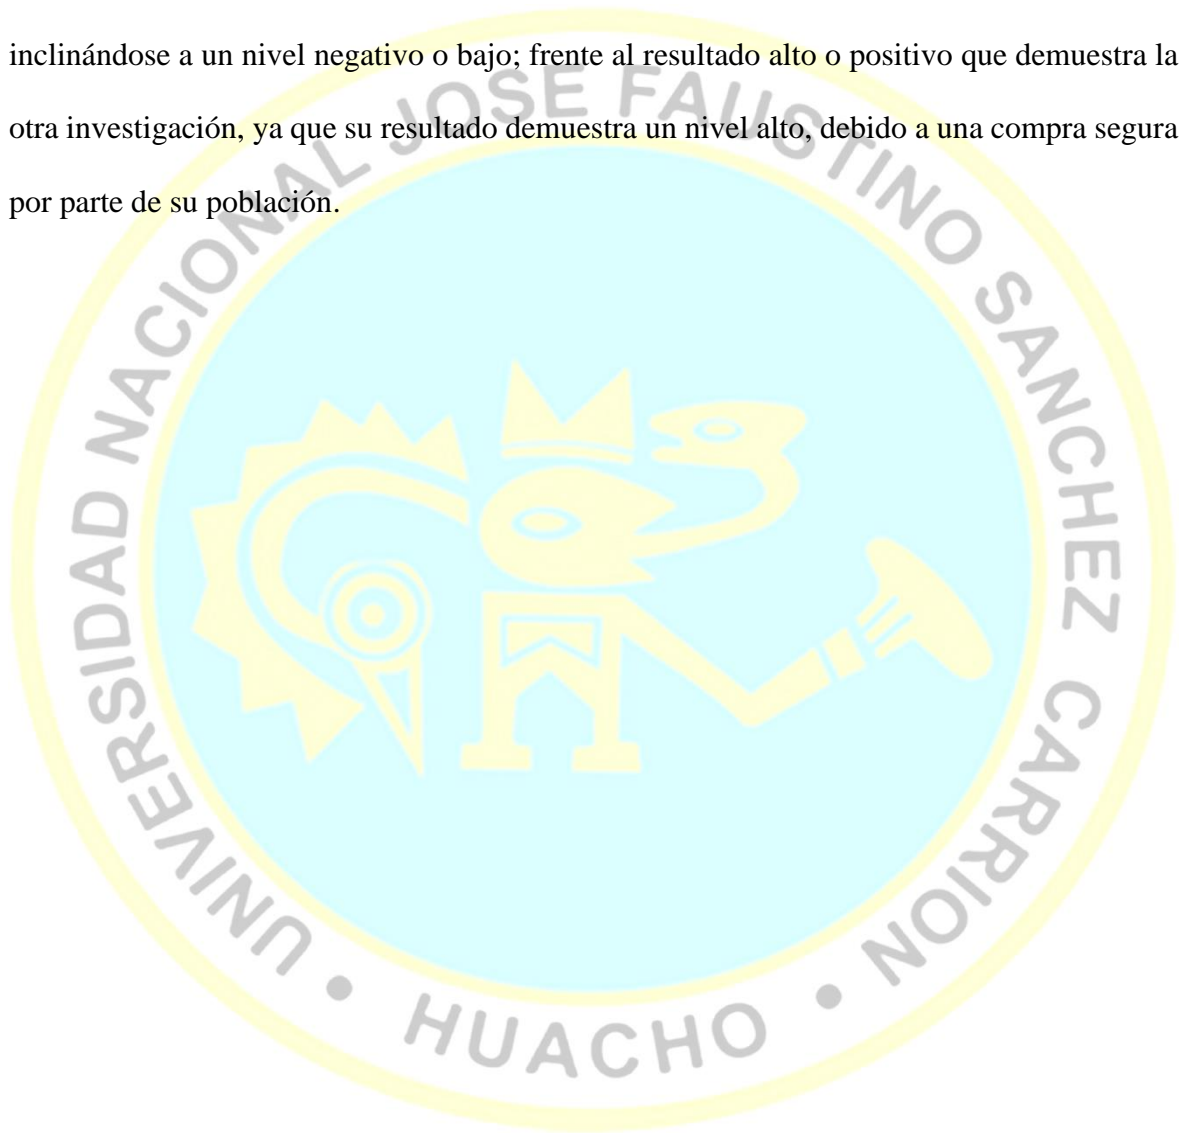 inclinándose a un nivel negativo o bajo; frente al resultado alto o positivo que demuestra la
otra investigación, ya que su resultado demuestra un nivel alto, debido a una compra segura
por parte de su población.
UNIVERSIDAD NACIONAL JOSE FAUSTINO SANCHEZ CARRION
• HUACHO •